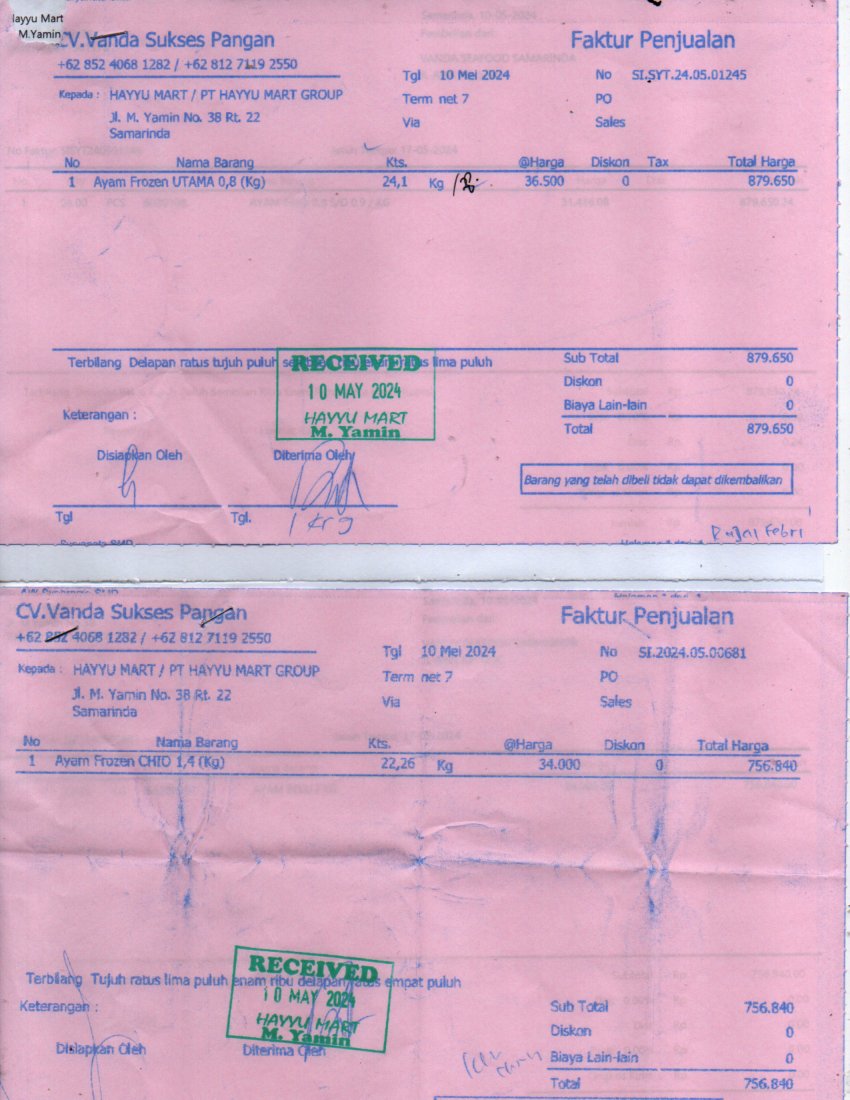 Hayyu Mart
M.Yamin
CV.Vanda Sukses Pangan
Faktur Penjualan
+62 852 4068 1282 / +62 812 7119 2550
Tgl 10 Mei 2024 No SI.SYT.24.05.01245
Kepada : HAYYU MART / PT HAYYU MART GROUP
Term net 7 PO
Jl. M. Yamin No. 38 Rt. 22
Samarinda
Via Sales
No Nama Barang Kts. @Harga Diskon Tax Total Harga
1 Ayam Frozen UTAMA 0,8 (Kg) 24,1 Kg 36.500 0 879.650
Terbilang Delapan ratus tujuh puluh lima puluh
RECEIVED
10 MAY 2024
HAYYU MART
M. Yamin
Sub Total 879.650
Diskon 0
Biaya Lain-lain 0
Total 879.650
Keterangan :
Disiapkan Oleh Diterima Oleh
Barang yang telah dibeli tidak dapat dikembalikan
Tgl Tgl.
CV.Vanda Sukses Pangan
Faktur Penjualan
+62 852 4068 1282 / +62 812 7119 2550
Tgl 10 Mei 2024 No SI.2024.05.00681
Kepada : HAYYU MART / PT HAYYU MART GROUP
Term net 7 PO
Jl. M. Yamin No. 38 Rt. 22
Samarinda
Via Sales
No Nama Barang Kts. @Harga Diskon Total Harga
1 Ayam Frozen CHIO 1,4 (Kg) 22,26 Kg 34.000 0 756.840
Terbilang Tujuh ratus lima puluh enam ribu delapan ratus empat puluh
RECEIVED
10 MAY 2024
HAYYU MART
M. Yamin
Keterangan :
Disiapkan Oleh Diterima Oleh
Sub Total 756.840
Diskon 0
Biaya Lain-lain 0
Total 756.840